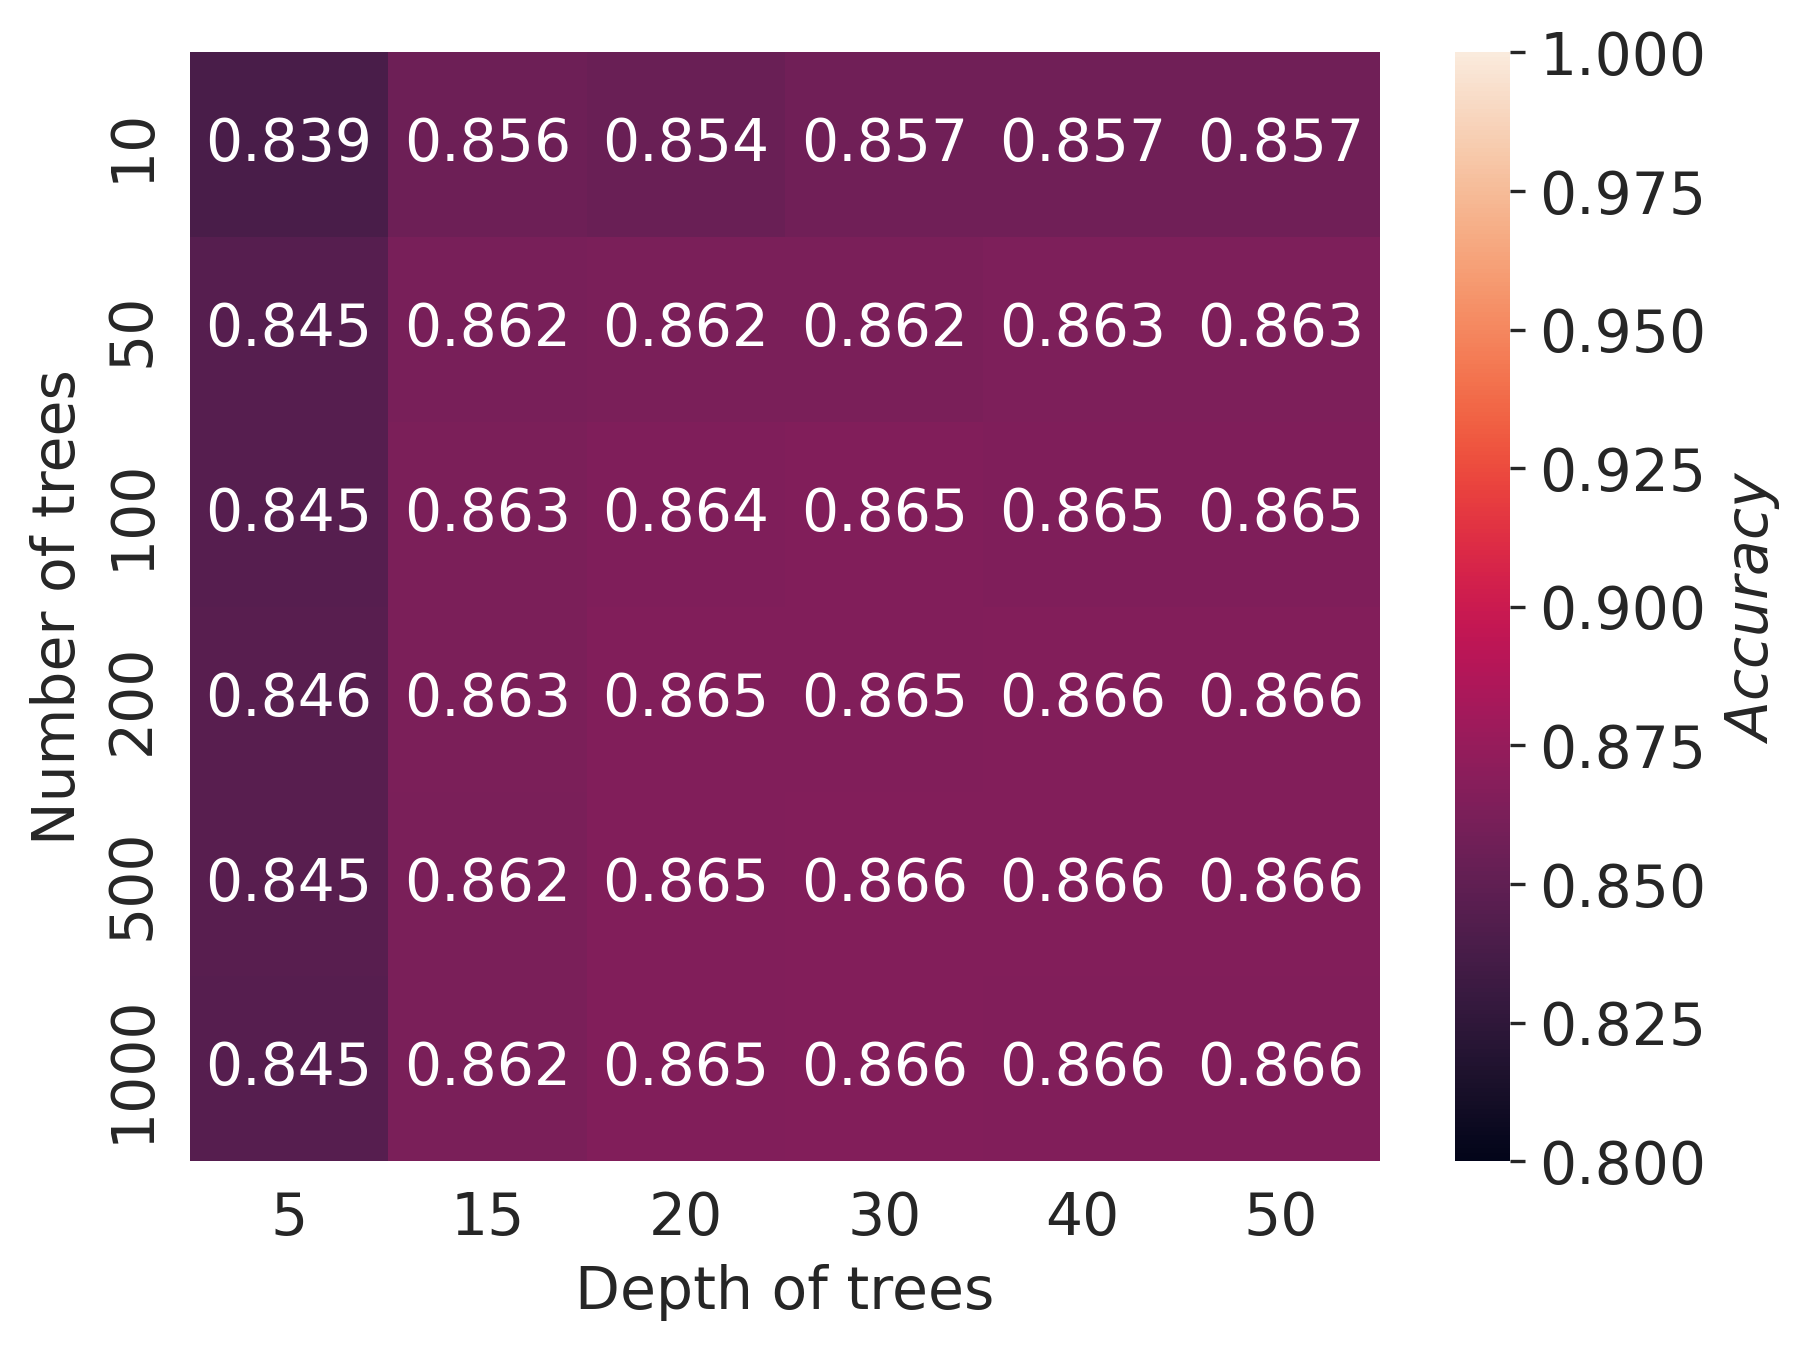 10 0.839 0.856 0.854 0.857 0.857 0.857
50 0.845 0.862 0.862 0.862 0.863 0.863
100 0.845 0.863 0.864 0.865 0.865 0.865
200 0.846 0.863 0.865 0.865 0.866 0.866
500 0.845 0.862 0.865 0.866 0.866 0.866
1000 0.845 0.862 0.865 0.866 0.866 0.866
5 15 20 30 40 50
Depth of trees
Number of trees
1.000
0.975
0.950
0.925
0.900
0.875
0.850
0.825
0.800
Accuracy